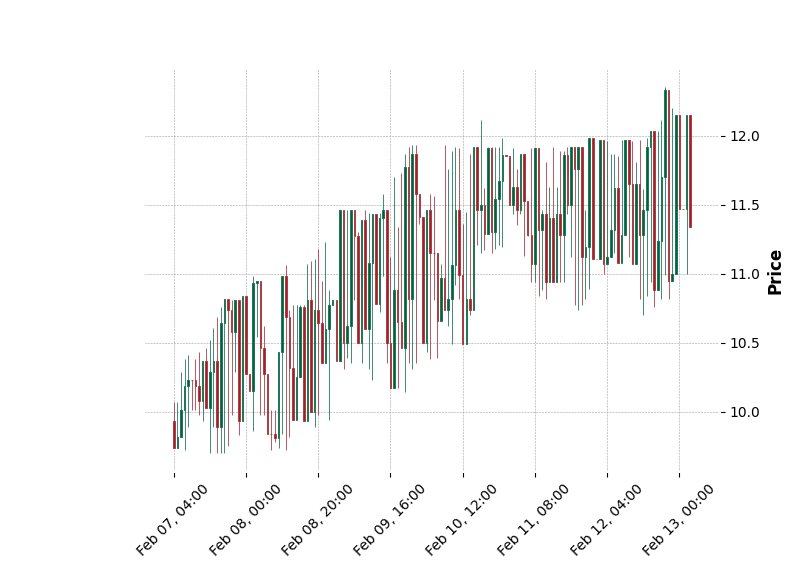 12.0
11.5
11.0
10.5
10.0
Price
Feb 07, 04:00
Feb 08, 00:00
Feb 08, 20:00
Feb 09, 16:00
Feb 10, 12:00
Feb 11, 08:00
Feb 12, 04:00
Feb 13, 00:00